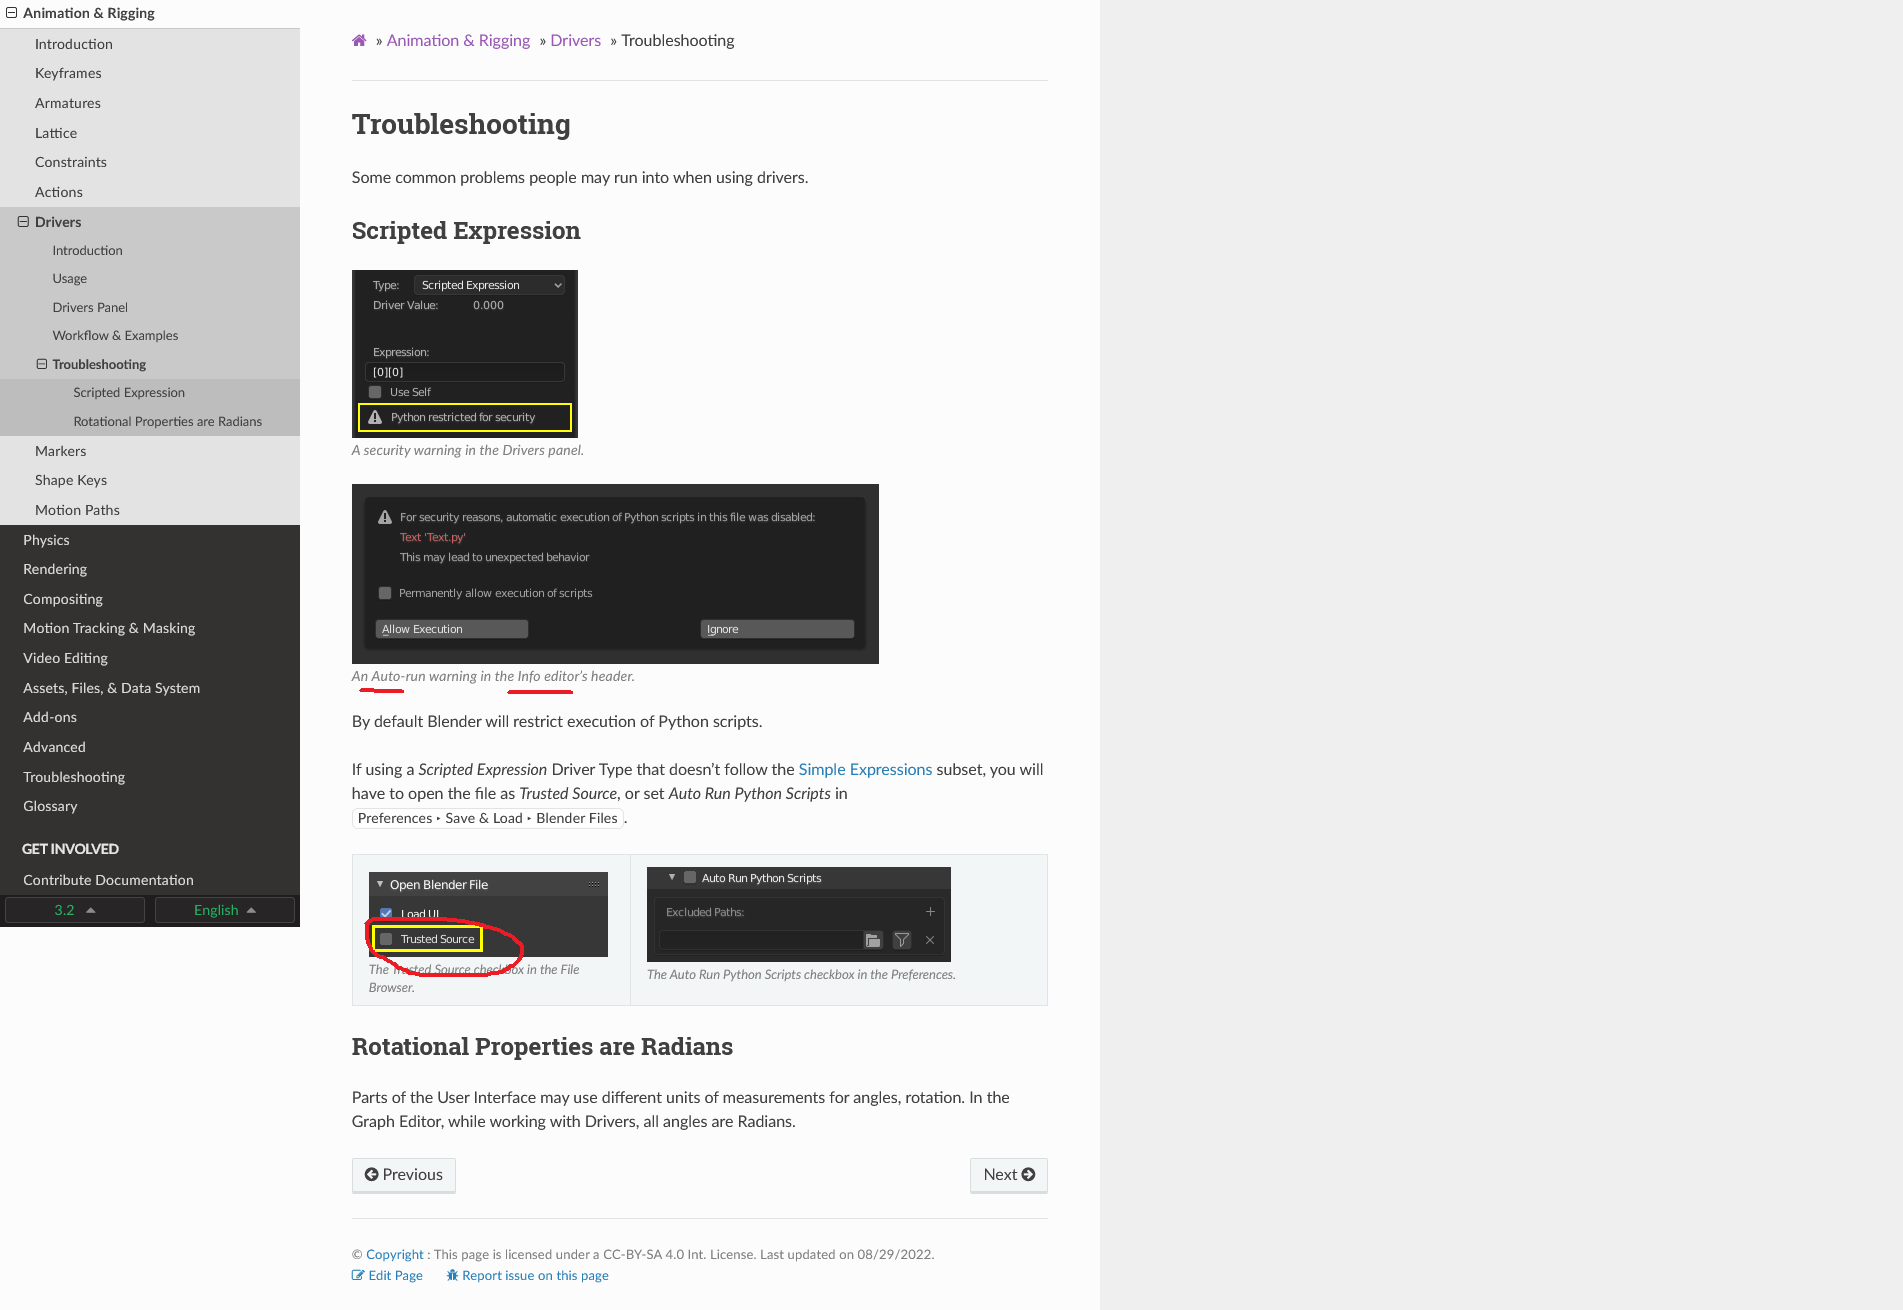 Animation & Rigging
Introduction
Keyframes
Armatures
Lattice
Constraints
Actions
Drivers
Introduction
Usage
Drivers Panel
Workflow & Examples
Troubleshooting
Scripted Expression
Rotational Properties are Radians
Markers
Shape Keys
Motion Paths
Physics
Rendering
Compositing
Motion Tracking & Masking
Video Editing
Assets, Files, & Data System
Add-ons
Advanced
Troubleshooting
Glossary
GET INVOLVED
Contribute Documentation
3.2 English
» Animation & Rigging » Drivers » Troubleshooting
Troubleshooting
Some common problems people may run into when using drivers.
Scripted Expression
Type: Scripted Expression
Driver Value: 0.000
Expression:
[0][0]
Use Self
Python restricted for security
A security warning in the Drivers panel.
For security reasons, automatic execution of Python scripts in this file was disabled:
Text 'Text.py'
This may lead to unexpected behavior
Permanently allow execution of scripts
Allow Execution Ignore
An Auto-run warning in the Info editor's header.
By default Blender will restrict execution of Python scripts.
If using a Scripted Expression Driver Type that doesn't follow the Simple Expressions subset, you will
have to open the file as Trusted Source, or set Auto Run Python Scripts in
Preferences ‣ Save & Load ‣ Blender Files.
Open Blender File
Load UI
Trusted Source
The Trusted Source checkbox in the File
Browser.
Auto Run Python Scripts
Excluded Paths:
The Auto Run Python Scripts checkbox in the Preferences.
Rotational Properties are Radians
Parts of the User Interface may use different units of measurements for angles, rotation. In the
Graph Editor, while working with Drivers, all angles are Radians.
Previous Next
© Copyright : This page is licensed under a CC-BY-SA 4.0 Int. License. Last updated on 08/29/2022.
Edit Page Report issue on this page